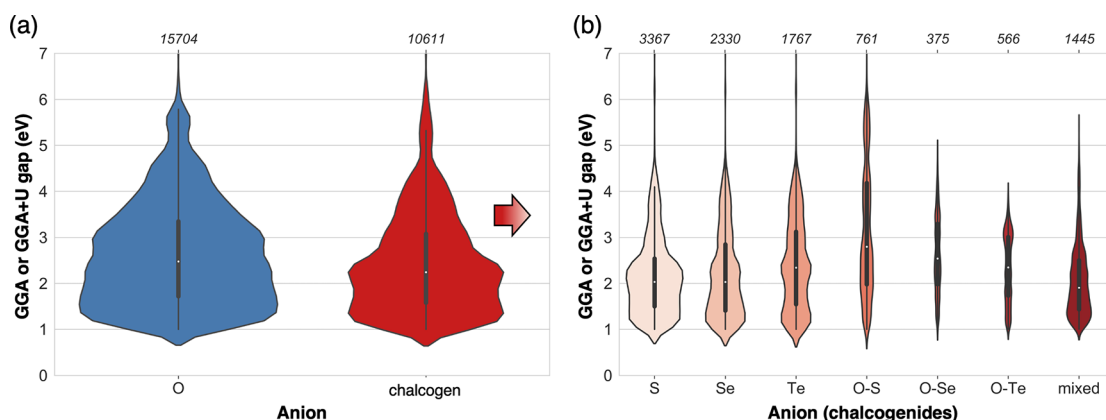 (a)
15704 10611
7
6
5
4
3
2
1
0
GGA or GGA+U gap (eV)
O chalcogen
Anion
(b)
3367 2330 1767 761 375 566 1445
7
6
5
4
3
2
1
0
GGA or GGA+U gap (eV)
S Se Te O-S O-Se O-Te mixed
Anion (chalcogenides)